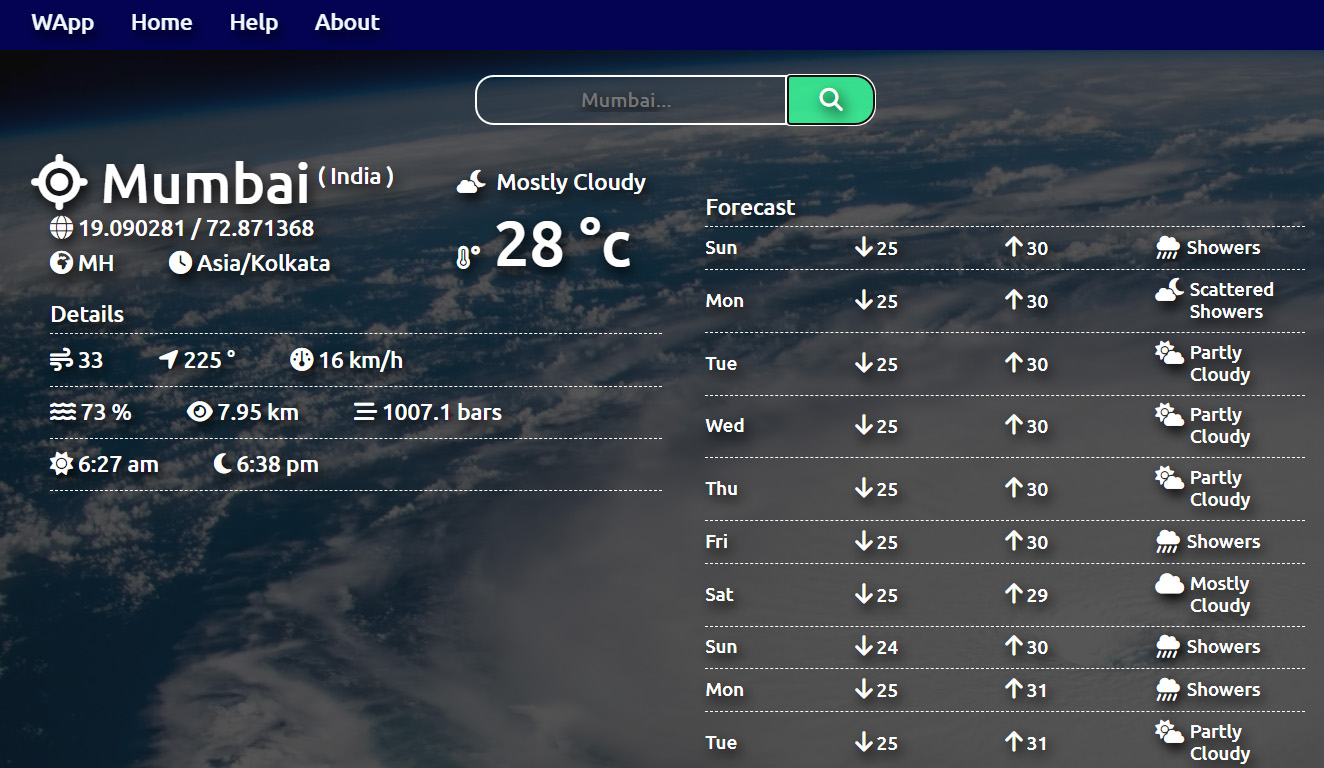 WApp Home Help About
Mumbai...
Mumbai ( India )
19.090281 / 72.871368
MH Asia/Kolkata
Mostly Cloudy
28 °c
Details
33 225 ° 16 km/h
73 % 7.95 km 1007.1 bars
6:27 am 6:38 pm
Forecast
Sun 25 30 Showers
Mon 25 30 Scattered
Showers
Tue 25 30 Partly
Cloudy
Wed 25 30 Partly
Cloudy
Thu 25 30 Partly
Cloudy
Fri 25 30 Showers
Sat 25 29 Mostly
Cloudy
Sun 24 30 Showers
Mon 25 31 Showers
Tue 25 31 Partly
Cloudy